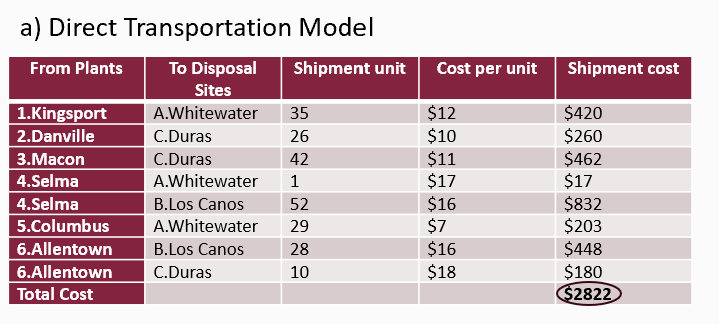 a) Direct Transportation Model
From Plants To Disposal Sites Shipment unit Cost per unit Shipment cost
1.Kingsport A.Whitewater 35 $12 $420
2.Danville C.Duras 26 $10 $260
3.Macon C.Duras 42 $11 $462
4.Selma A.Whitewater 1 $17 $17
4.Selma B.Los Canos 52 $16 $832
5.Columbus A.Whitewater 29 $7 $203
6.Allentown B.Los Canos 28 $16 $448
6.Allentown C.Duras 10 $18 $180
Total Cost $2822